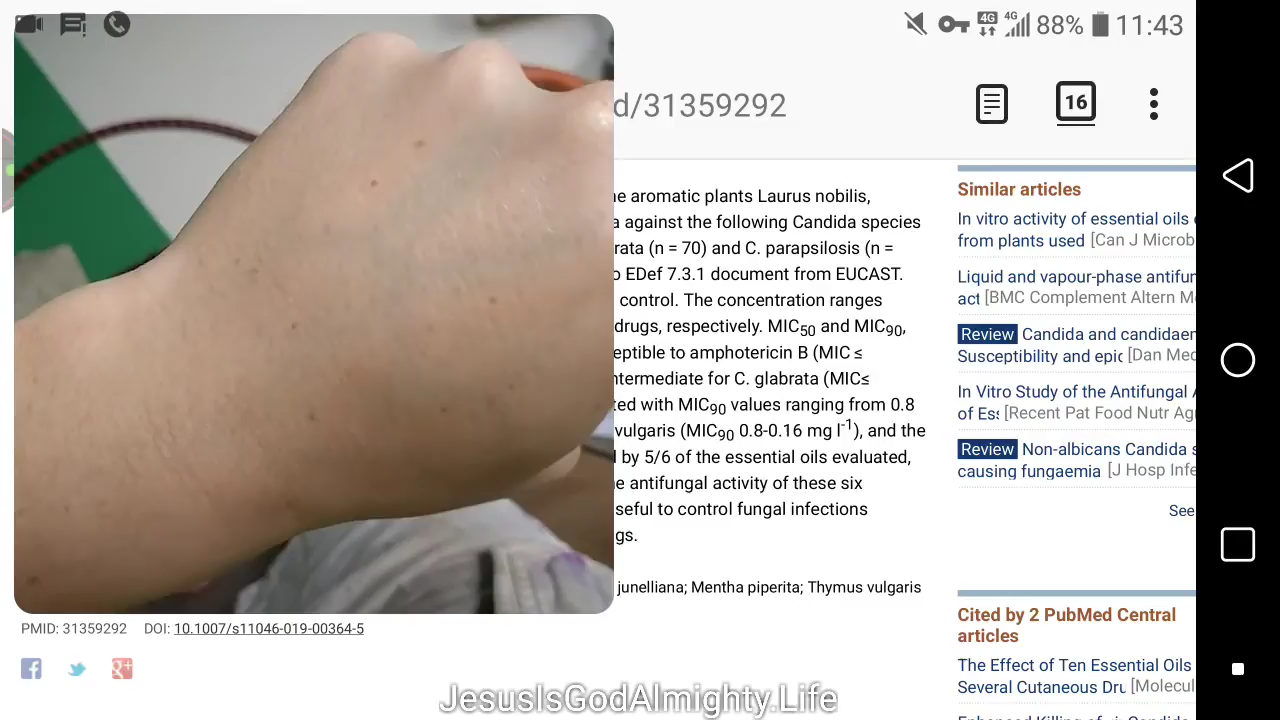 4G 4G 88% 11:43
d/31359292
16
aromatic plants Laurus nobilis,
against the following Candida species
(n = 70) and C. parapsilosis (n =
EDef 7.3.1 document from EUCAST.
control. The concentration ranges
drugs, respectively. MIC50 and MIC90,
to amphotericin B (MIC ≤
for C. glabrata (MIC≤
with MIC90 values ranging from 0.8
vulgaris (MIC90 0.8-0.16 mg l-1), and the
by 5/6 of the essential oils evaluated,
antifungal activity of these six
to control fungal infections
junelliana; Mentha piperita; Thymus vulgaris
PMID: 31359292 DOI: 10.1007/s11046-019-00364-5
Similar articles
In vitro activity of essential oils
from plants used [Can J Microb
Liquid and vapour-phase antifun
act [BMC Complement Altern M
Review Candida and candidaen
Susceptibility and epic [Dan Med
In Vitro Study of the Antifungal
of Ess [Recent Pat Food Nutr Ag
Review Non-albicans Candida s
causing fungaemia [J Hosp Infe
See
Cited by 2 PubMed Central
articles
The Effect of Ten Essential Oils
Several Cutaneous Dru [Molecul
JesusIsGodAlmighty.Life